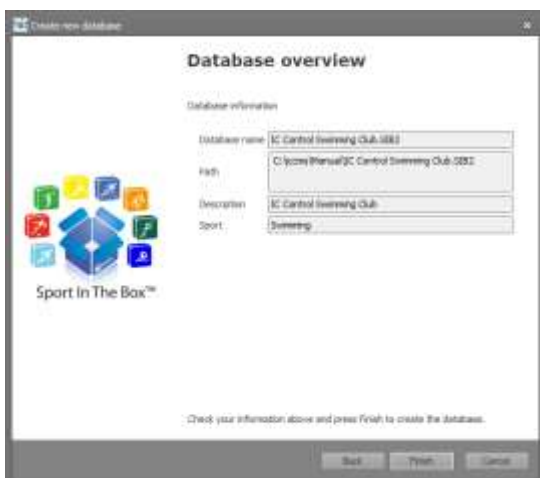 Create new database
Database overview
Database information
Database name IC Control Swimming Club.SIB2
Path
Description IC Control Swimming Club
Sport Swimming
Sport In The Box™
Check your information above and press Finish to create the database.
Back Finish Cancel